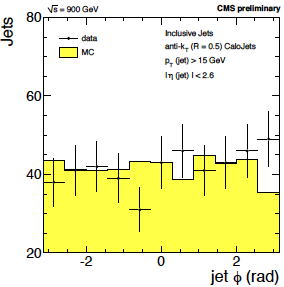 √s = 900 GeV CMS preliminary
Jets
80
60
40
20
data
MC
Inclusive Jets
anti-kT (R = 0.5) CaloJets
pT (jet) > 15 GeV
| η (jet) | < 2.6
-2 0 2
jet ϕ (rad)